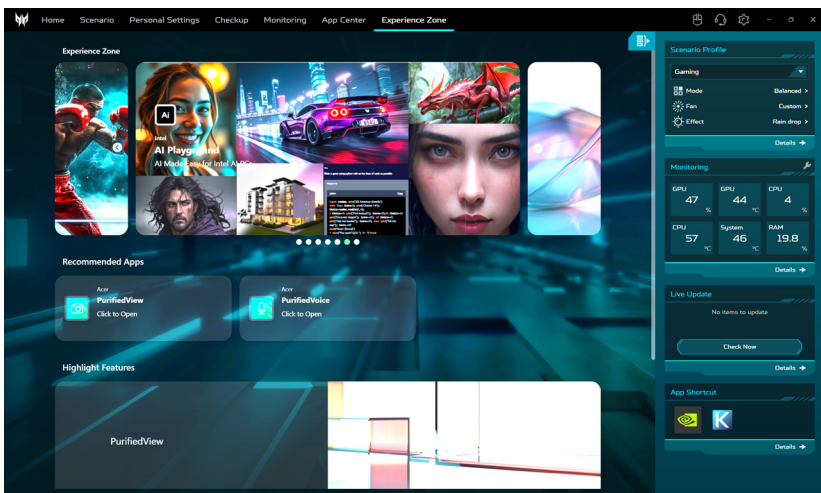 Home Scenario Personal Settings Checkup Monitoring App Center Experience Zone
Experience Zone
Ai
Intel
AI Playground
AI Made Easy for Intel AI PCs
Recommended Apps
Acer
PurifiedView
Click to Open
Acer
PurifiedVoice
Click to Open
Highlight Features
PurifiedView
Scenario Profile
Gaming
Mode Balanced >
Fan Custom >
Effect Rain drop >
Details →
Monitoring
GPU 47 %
GPU 44 °C
CPU 4 %
CPU 57 °C
System 46 °C
RAM 19.8 %
Details →
Live Update
No items to update
Check Now
Details →
App Shortcut
K
Details →